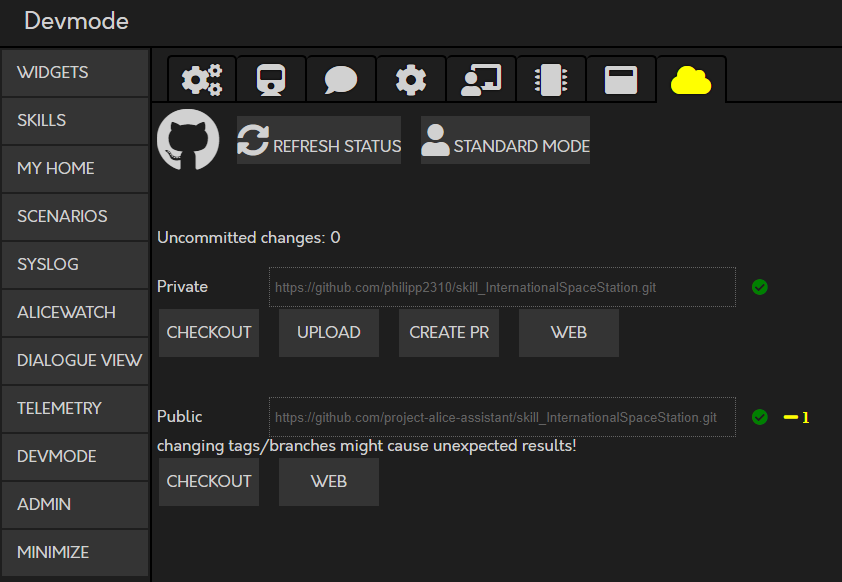 Devmode
WIDGETS
SKILLS
MY HOME
SCENARIOS
SYSLOG
ALICEWATCH
DIALOGUE VIEW
TELEMETRY
DEVMODE
ADMIN
MINIMIZE
REFRESH STATUS
STANDARD MODE
Uncommitted changes: 0
Private
https://github.com/philipp2310/skill_InternationalSpaceStation.git
CHECKOUT
UPLOAD
CREATE PR
WEB
Public
https://github.com/project-alice-assistant/skill_InternationalSpaceStation.git
1
changing tags/branches might cause unexpected results!
CHECKOUT
WEB